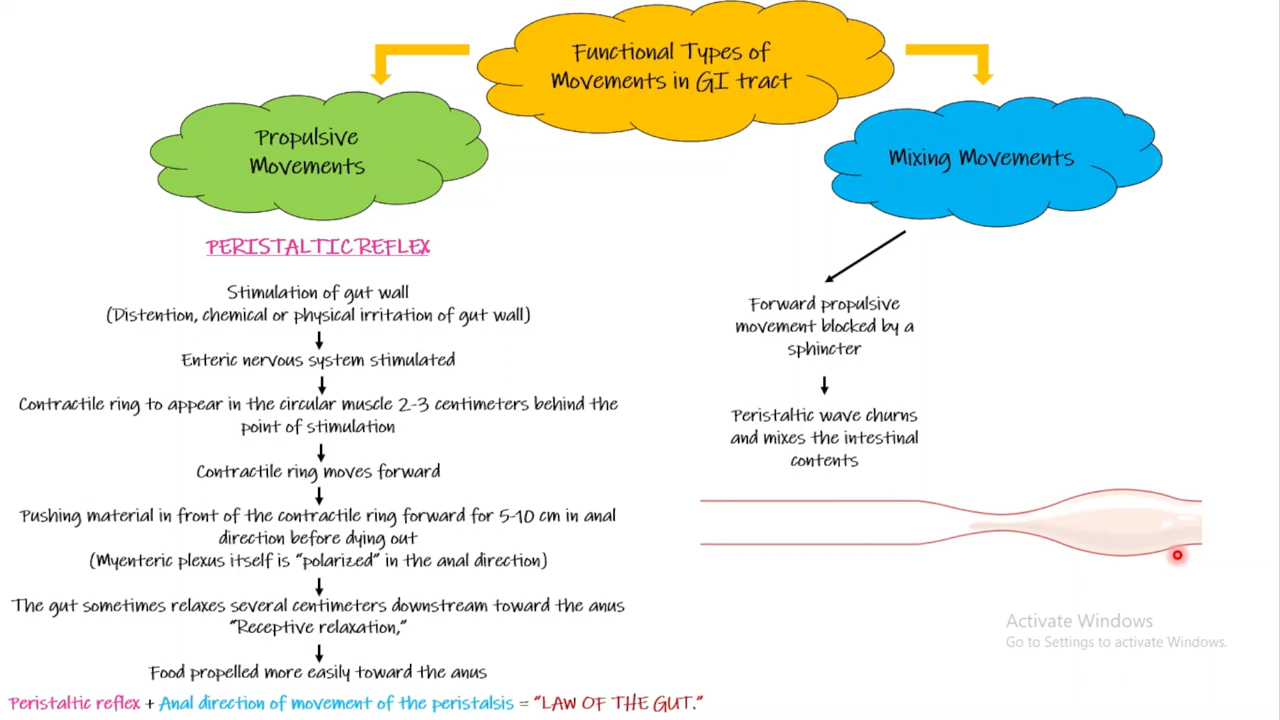 Functional Types of
Movements in GI tract
Propulsive
Movements
Mixing Movements
PERISTALTIC REFLEX
Stimulation of gut wall
(Distention, chemical or physical irritation of gut wall)
Enteric nervous system stimulated
Contractile ring to appear in the circular muscle 2-3 centimeters behind the
point of stimulation
Contractile ring moves forward
Pushing material in front of the contractile ring forward for 5-10 cm in anal
direction before dying out
(Myenteric plexus itself is "polarized" in the anal direction)
The gut sometimes relaxes several centimeters downstream toward the anus
"Receptive relaxation,"
Food propelled more easily toward the anus
Peristaltic reflex + Anal direction of movement of the peristalsis = "LAW OF THE GUT."
Forward propulsive
movement blocked by a
sphincter
Peristaltic wave churns
and mixes the intestinal
contents
Activate Windows
Go to Settings to activate Windows.